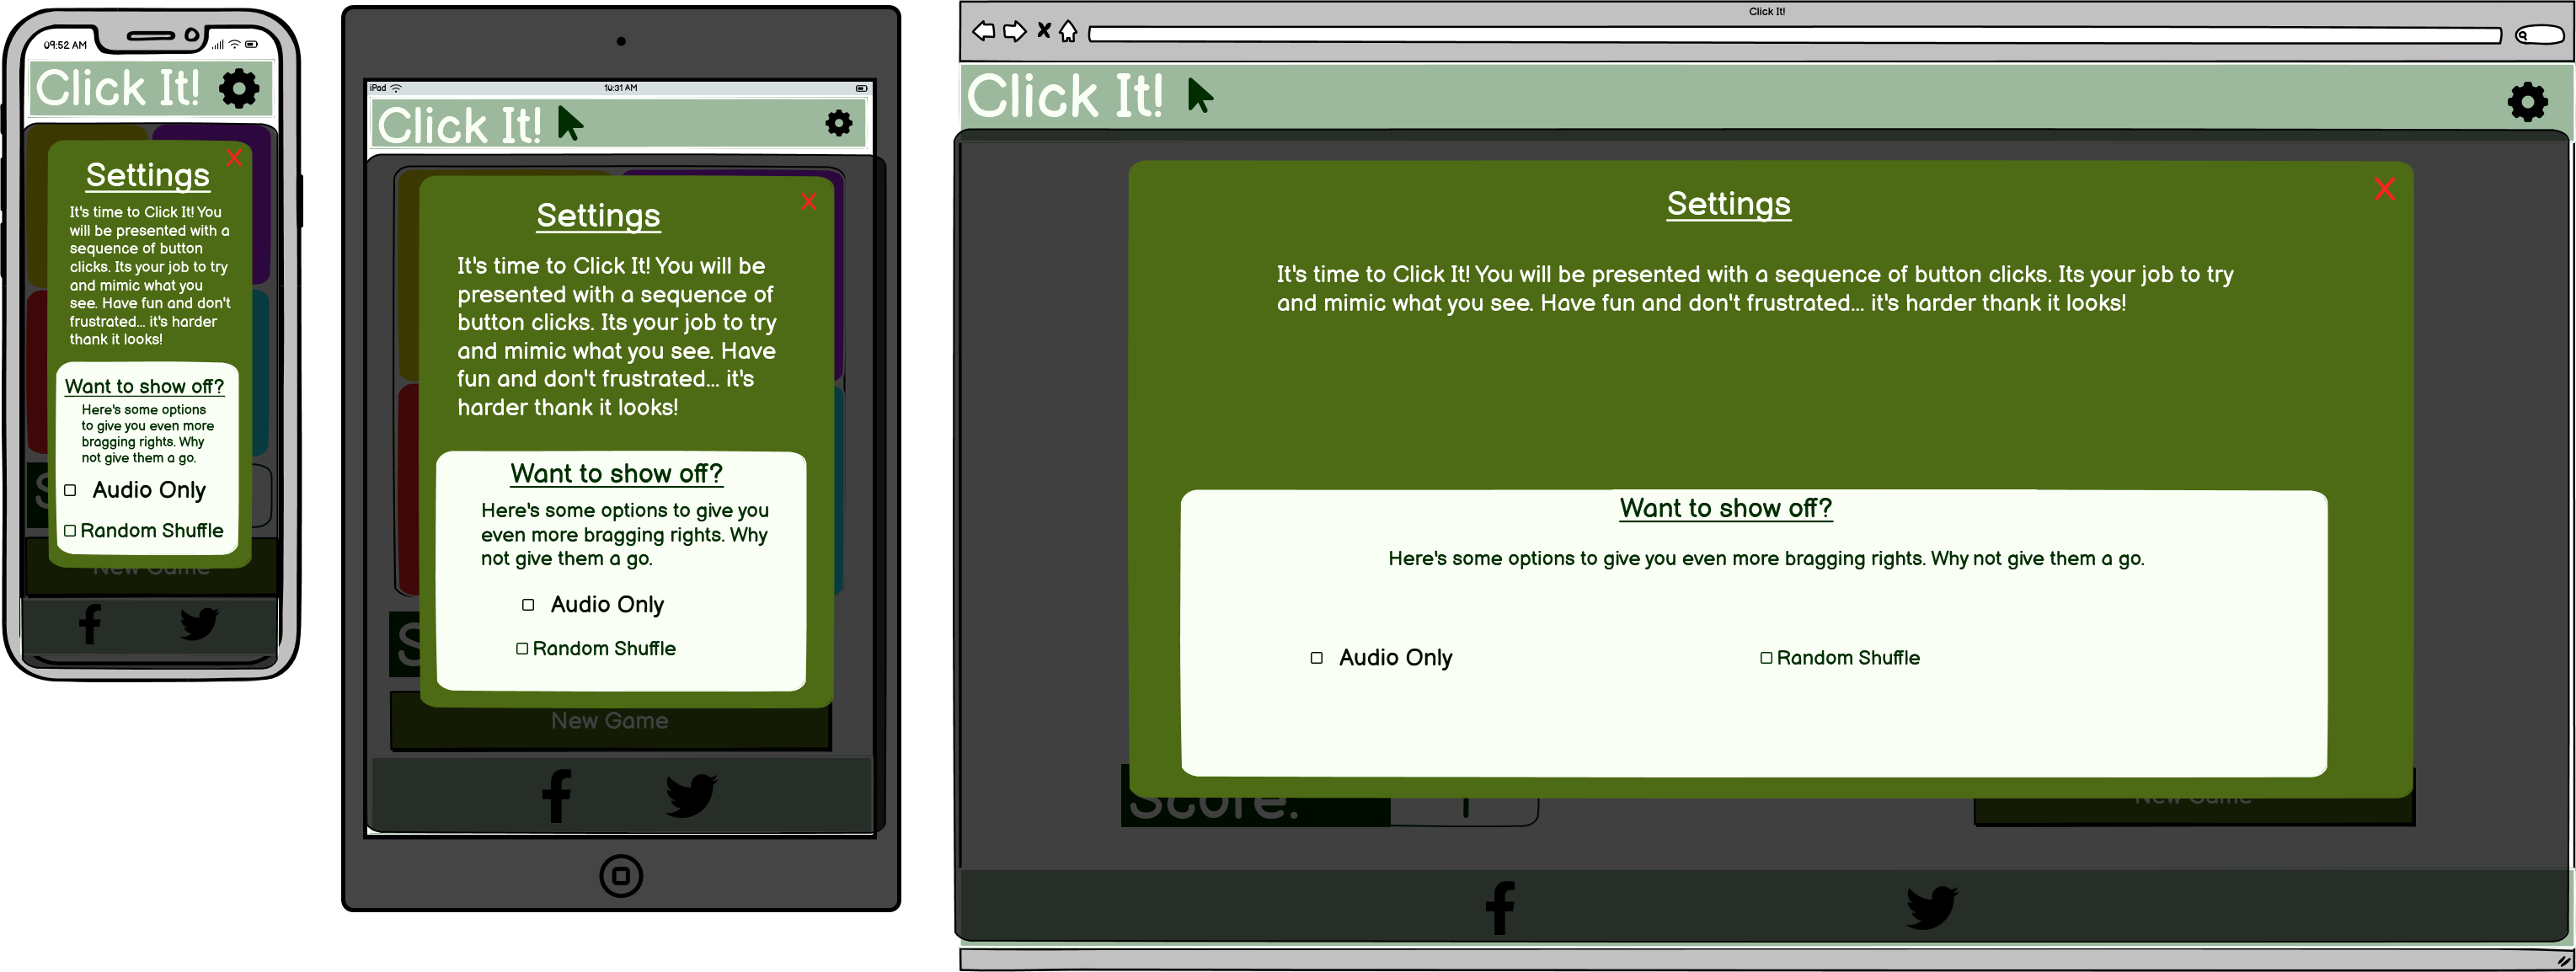 09:52 AM
Click It!
Settings
X
It's time to Click It! You
will be presented with a
sequence of button
clicks. Its your job to try
and mimic what you
see. Have fun and don't
frustrated... it's harder
thank it looks!
Want to show off?
Here's some options
to give you even more
bragging rights. Why
not give them a go.
Audio Only
Random Shuffle
New Game
iPad
10:31 AM
Click It!
Settings
X
It's time to Click It! You will be
presented with a sequence of
button clicks. Its your job to try
and mimic what you see. Have
fun and don't frustrated... it's
harder thank it looks!
Want to show off?
Here's some options to give you
even more bragging rights. Why
not give them a go.
Audio Only
Random Shuffle
New Game
Click It!
Click It!
Settings
X
It's time to Click It! You will be presented with a sequence of button clicks. Its your job to try
and mimic what you see. Have fun and don't frustrated... it's harder thank it looks!
Want to show off?
Here's some options to give you even more bragging rights. Why not give them a go.
Audio Only
Random Shuffle
Score:
New Game